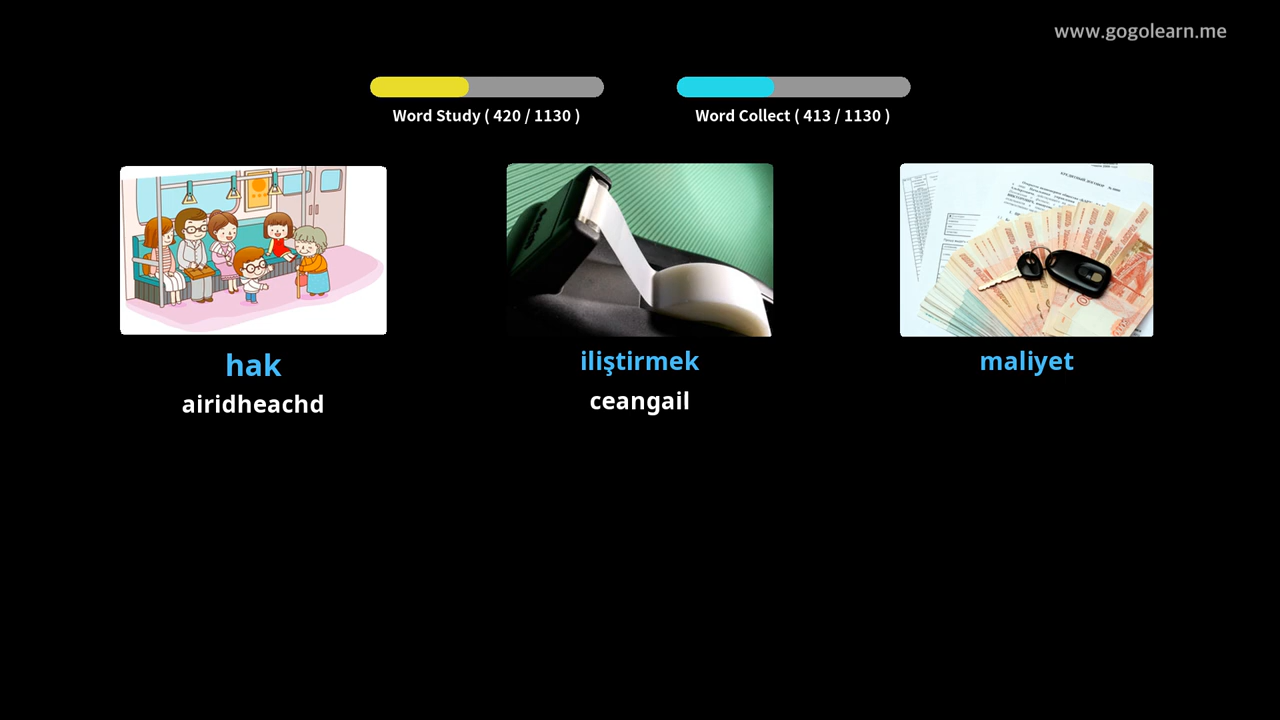 www.gogolearn.me
Word Study ( 420 / 1130 )
Word Collect ( 413 / 1130 )
hak
iliştirmek
maliyet
airidheachd
ceangail